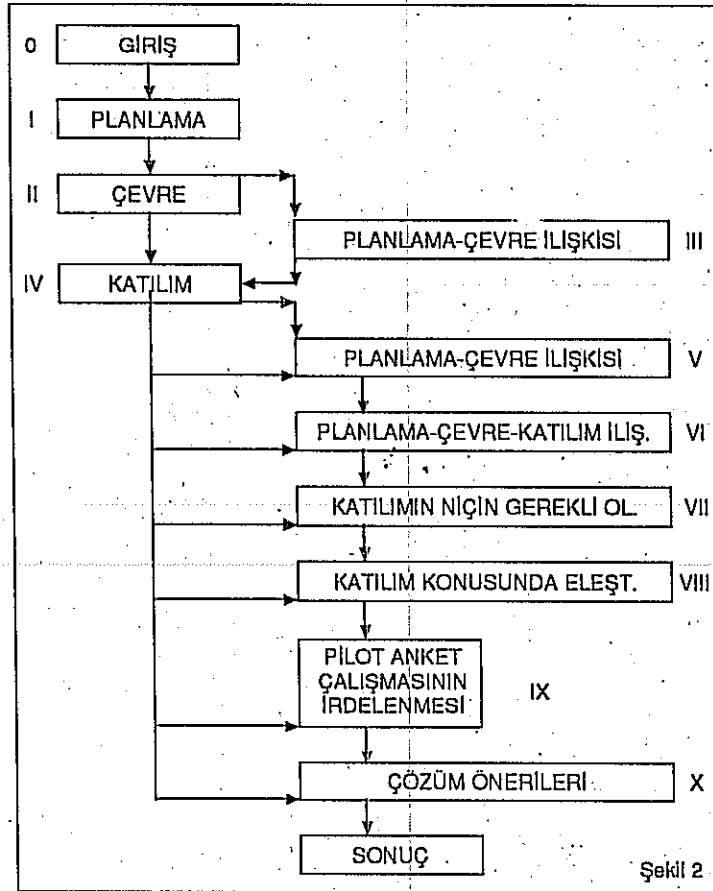 0 GİRİŞ
I PLANLAMA
II ÇEVRE
PLANLAMA-ÇEVRE İLİŞKİSİ III
IV KATILIM
PLANLAMA-ÇEVRE İLİŞKİSİ V
PLANLAMA-ÇEVRE-KATILIM İLİŞ. VI
KATILIMIN NİÇİN GEREKLİ OL. VII
KATILIM KONUSUNDA ELEŞT. VIII
PİLOT ANKET
ÇALIŞMASININ
İRDELENMESİ
IX
ÇÖZÜM ÖNERİLERİ X
SONUÇ
Şekil 2